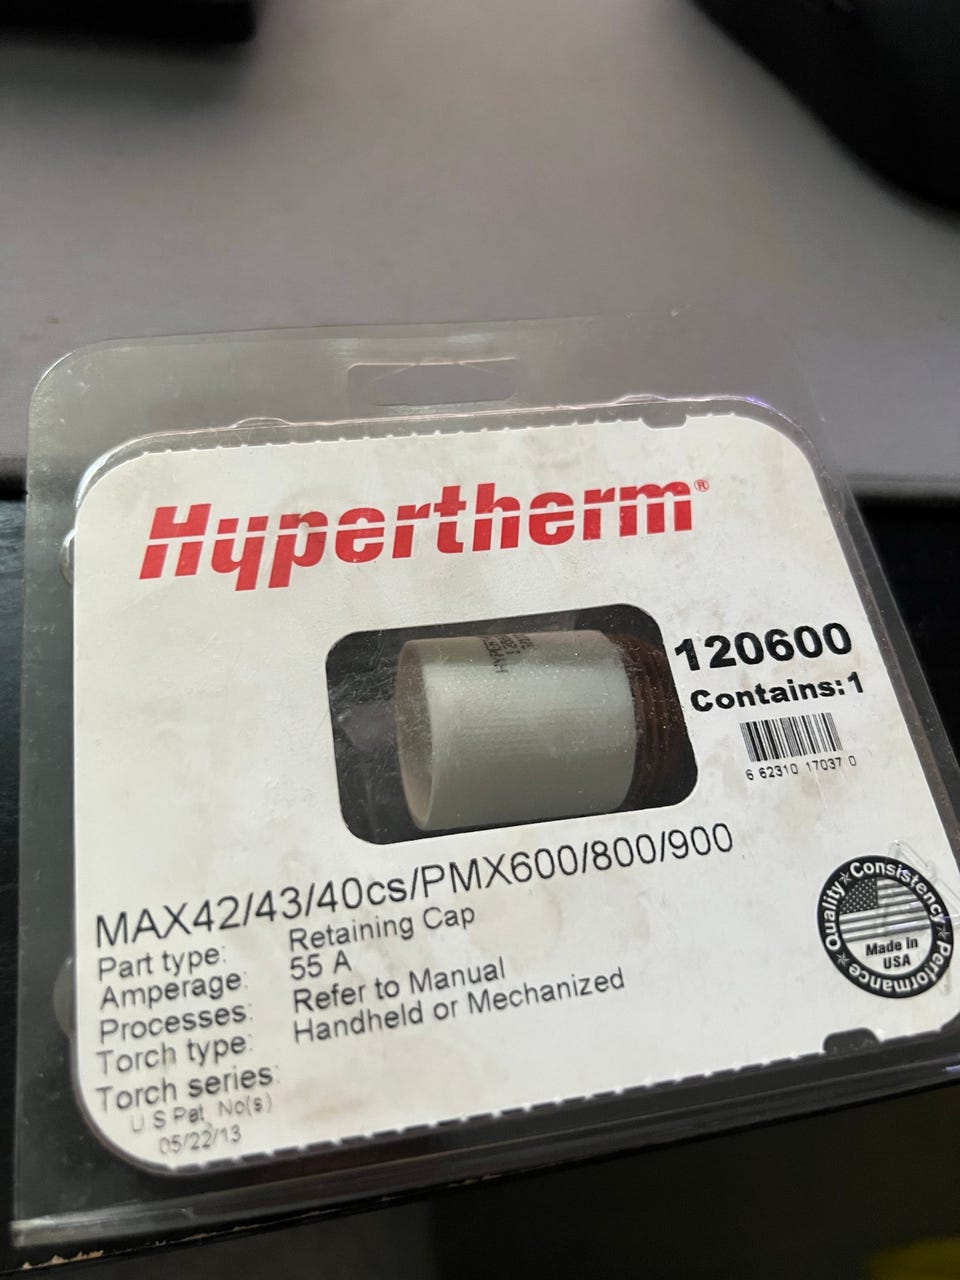 Hypertherm®
120600
Contains: 1
6 62310 17037 0
MAX42/43/40cs/PMX600/800/900
Part type: Retaining Cap
Amperage: 55 A
Processes: Refer to Manual
Torch type: Handheld or Mechanized
Torch series:
U S Pat No(s)
05/22/13
Quality Consistency Performance
Made In
USA